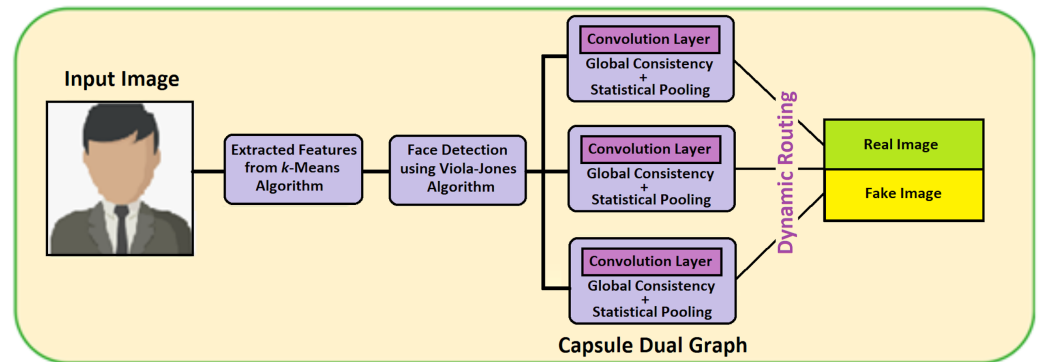 Input Image
Extracted Features
from k-Means
Algorithm
Face Detection
using Viola-Jones
Algorithm
Convolution Layer
Global Consistency
+
Statistical Pooling
Convolution Layer
Global Consistency
+
Statistical Pooling
Convolution Layer
Global Consistency
+
Statistical Pooling
Capsule Dual Graph
Dynamic Routing
Real Image
Fake Image